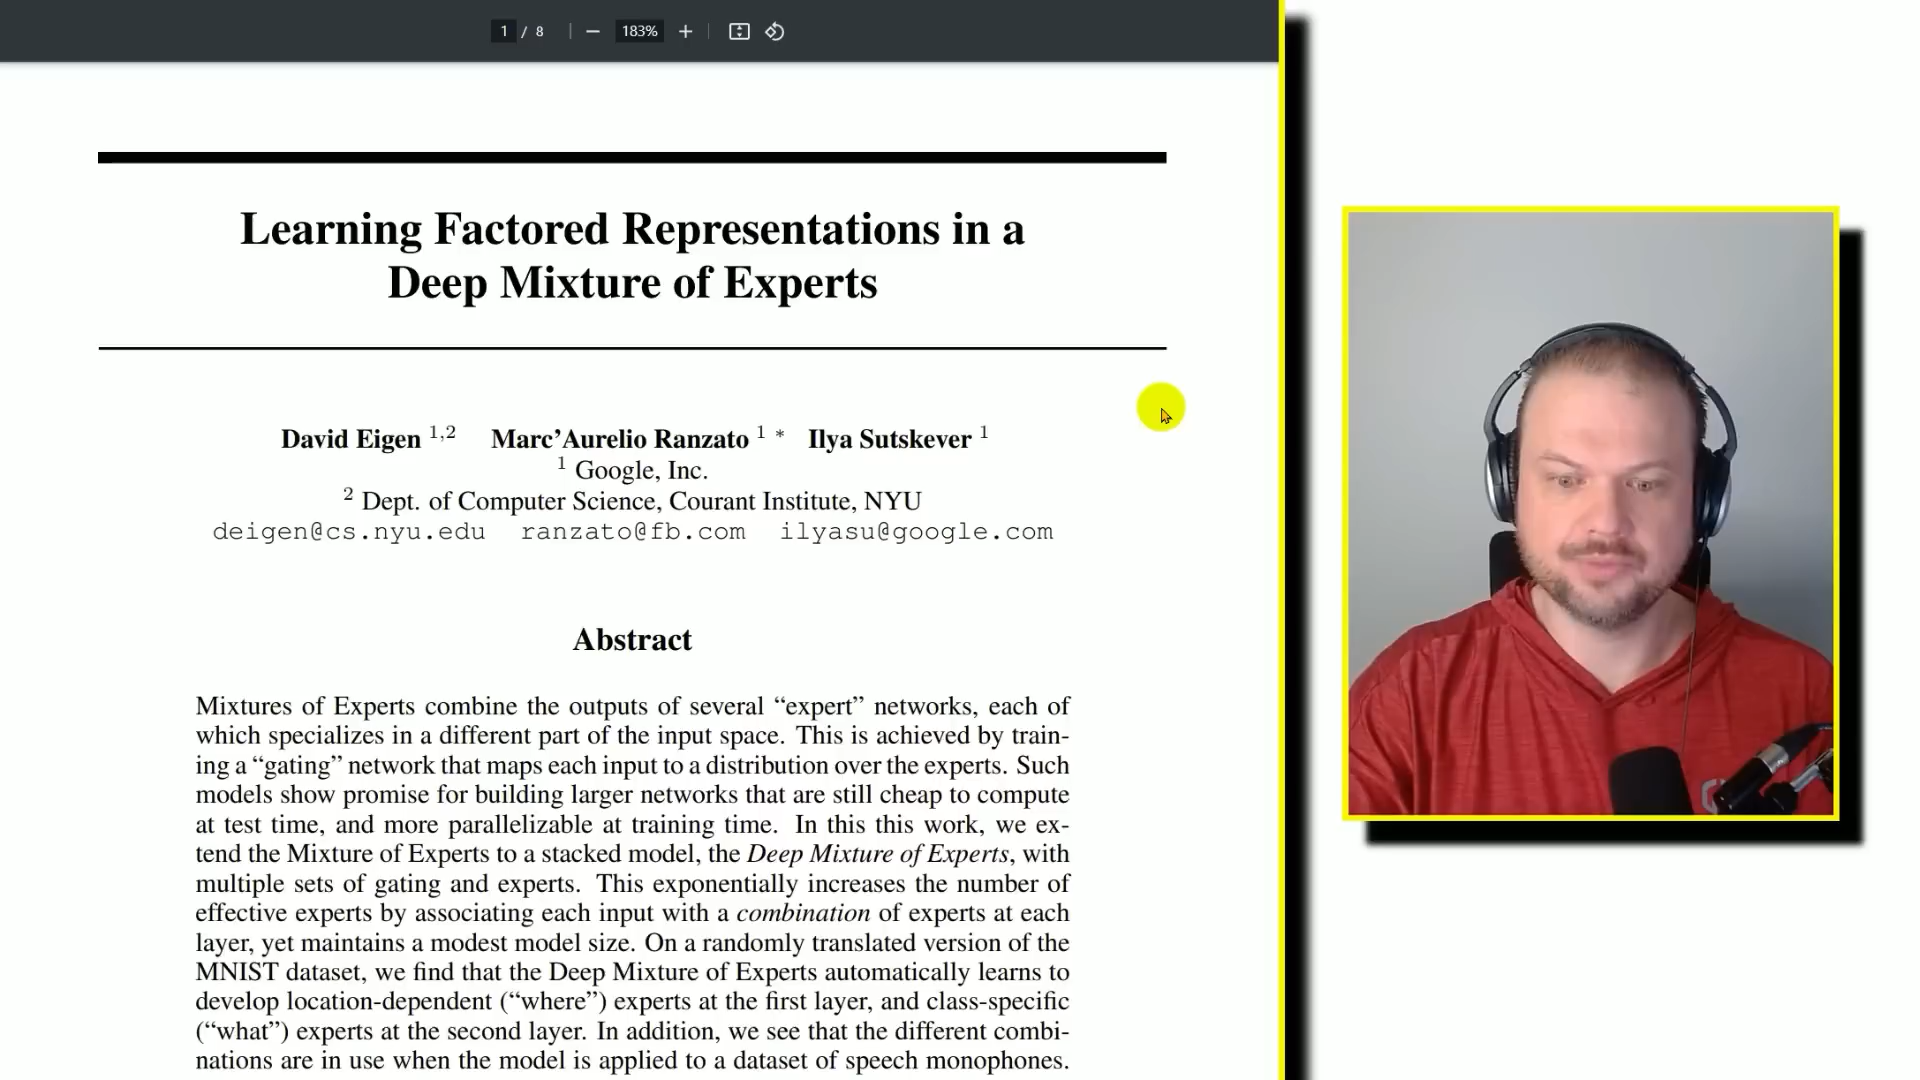 1 / 8 183%
Learning Factored Representations in a
Deep Mixture of Experts
David Eigen 1,2 Marc’Aurelio Ranzato 1 * Ilya Sutskever 1
1 Google, Inc.
2 Dept. of Computer Science, Courant Institute, NYU
deigen@cs.nyu.edu ranzato@fb.com ilyasu@google.com
Abstract
Mixtures of Experts combine the outputs of several “expert” networks, each of
which specializes in a different part of the input space. This is achieved by train-
ing a “gating” network that maps each input to a distribution over the experts. Such
models show promise for building larger networks that are still cheap to compute
at test time, and more parallelizable at training time. In this this work, we ex-
tend the Mixture of Experts to a stacked model, the Deep Mixture of Experts, with
multiple sets of gating and experts. This exponentially increases the number of
effective experts by associating each input with a combination of experts at each
layer, yet maintains a modest model size. On a randomly translated version of the
MNIST dataset, we find that the Deep Mixture of Experts automatically learns to
develop location-dependent (“where”) experts at the first layer, and class-specific
(“what”) experts at the second layer. In addition, we see that the different combi-
nations are in use when the model is applied to a dataset of speech monophones.